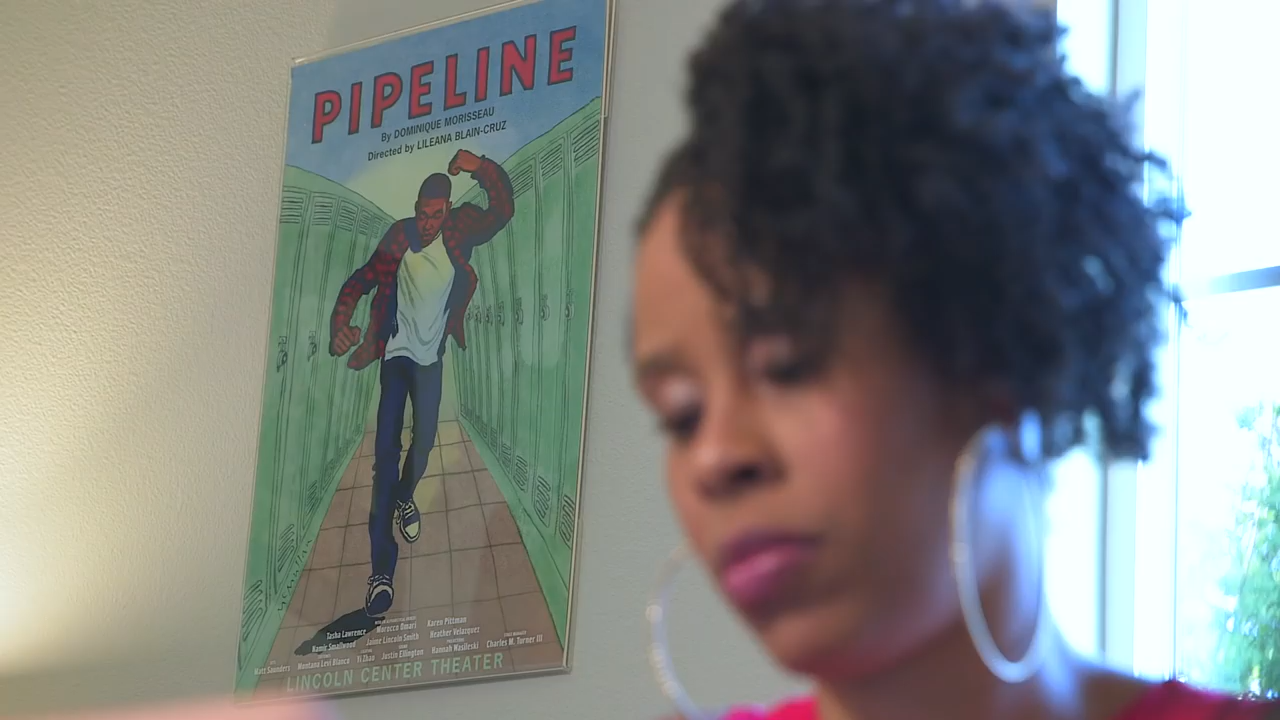 PIPELINE
By DOMINIQUE MORISSEAU
Directed by LILEANA BLAIN-CRUZ
Tasha Lawrence Morocco Omari Karen Pittman
Namir Smallwood Jaime Lincoln Smith Heather Velazquez
Matt Saunders Montana Levi Blanco Yi Zhao Justin Ellington Hannah Wasileski Charles M. Turner III
LINCOLN CENTER THEATER